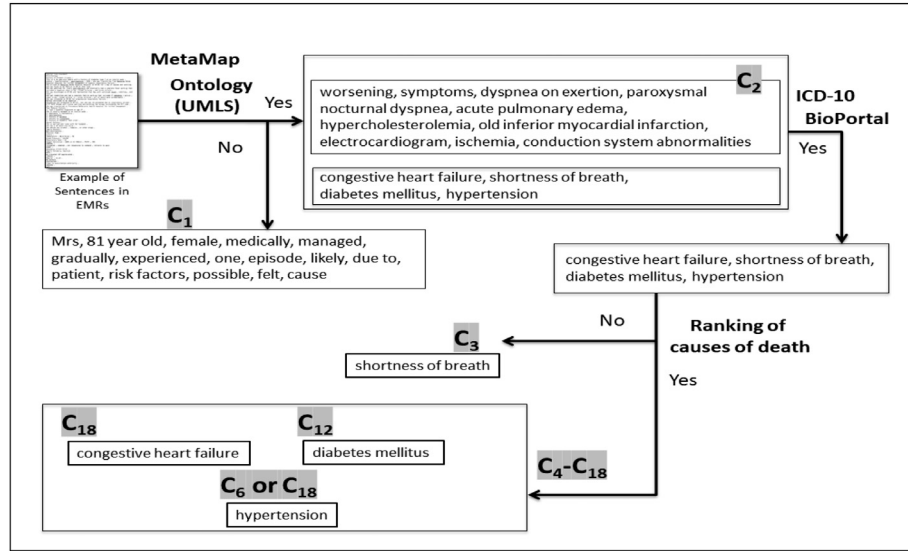 MetaMap
Ontology
(UMLS)
Yes
No
Example of
Sentences in
EMRs
C₂
worsening, symptoms, dyspnea on exertion, paroxysmal
nocturnal dyspnea, acute pulmonary edema,
hypercholesterolemia, old inferior myocardial infarction,
electrocardiogram, ischemia, conduction system abnormalities
congestive heart failure, shortness of breath,
diabetes mellitus, hypertension
ICD-10
BioPortal
Yes
C₁
Mrs, 81 year old, female, medically, managed,
gradually, experienced, one, episode, likely, due to,
patient, risk factors, possible, felt, cause
congestive heart failure, shortness of breath,
diabetes mellitus, hypertension
No
Ranking of
causes of death
Yes
C₃
shortness of breath
C₁₈
congestive heart failure
C₁₂
diabetes mellitus
C₆ or C₁₈
hypertension
C₄-C₁₈